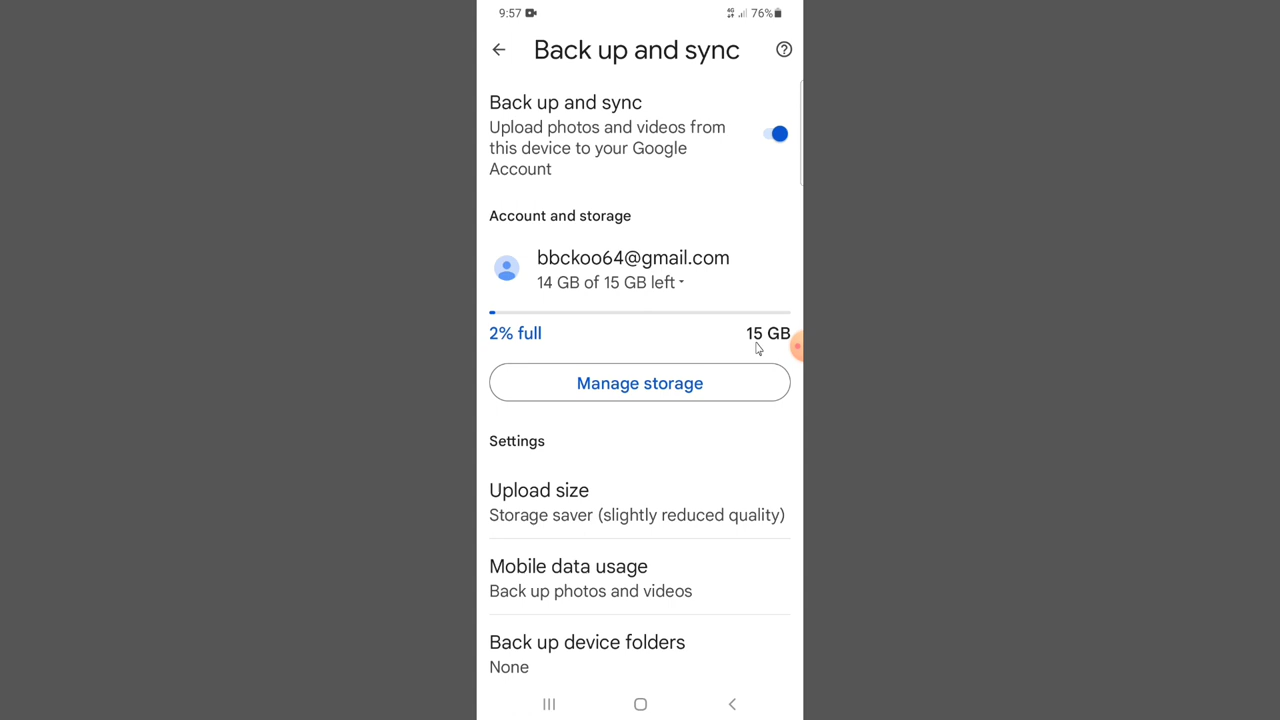 9:57 4G 76%
Back up and sync
Back up and sync
Upload photos and videos from
this device to your Google
Account
Account and storage
bbckoo64@gmail.com
14 GB of 15 GB left
2% full 15 GB
Manage storage
Settings
Upload size
Storage saver (slightly reduced quality)
Mobile data usage
Back up photos and videos
Back up device folders
None